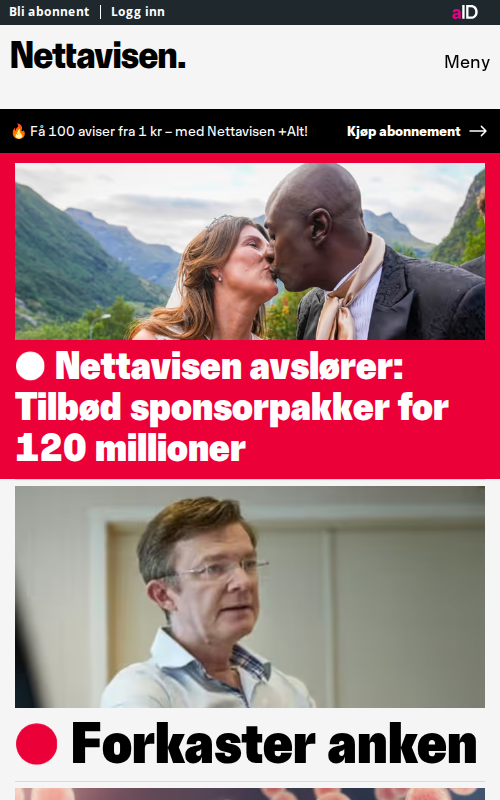 Bli abonnent | Logg inn
aID
Nettavisen.
Meny
🔥 Få 100 aviser fra 1 kr – med Nettavisen +Alt!
Kjøp abonnement →
Nettavisen avslører:
Tilbød sponsorpakker for
120 millioner
Forkaster anken